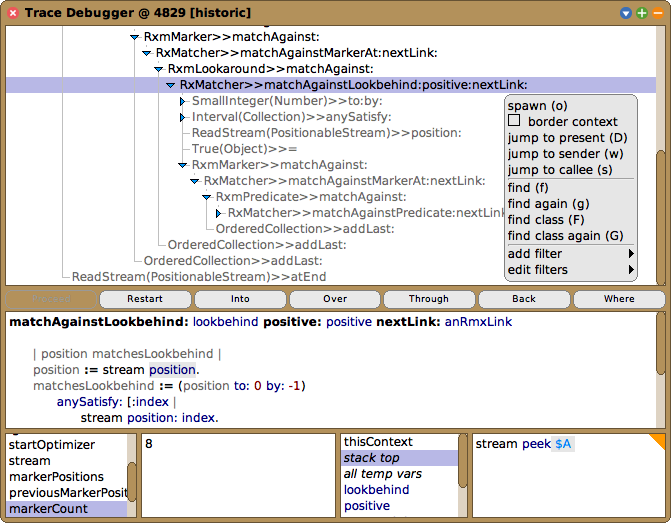 Trace Debugger @ 4829 [historic]
RxmMarker>>matchAgainst:
RxMatcher>>matchAgainstMarkerAt:nextLink:
RxmLookaround>>matchAgainst:
RxMatcher>>matchAgainstLookbehind:positive:nextLink:
SmallInteger(Number)>>to:by:
Interval(Collection)>>anySatisfy:
ReadStream(PositionableStream)>>position:
True(Object)>>=
RxmMarker>>matchAgainst:
RxMatcher>>matchAgainstMarkerAt:nextLink:
RxmPredicate>>matchAgainst:
RxMatcher>>matchAgainstPredicate:nextLink
OrderedCollection>>addLast:
OrderedCollection>>addLast:
OrderedCollection>>addLast:
ReadStream(PositionableStream)>>atEnd
spawn (o)
border context
jump to present (D)
jump to sender (w)
jump to callee (s)
find (f)
find again (g)
find class (F)
find class again (G)
add filter
edit filters
Restart
Into
Over
Through
Back
Where
matchAgainstLookbehind: lookbehind positive: positive nextLink: anRmxLink
| position matchesLookbehind |
position := stream position.
matchesLookbehind := (position to: 0 by: -1)
anySatisfy: [:index |
stream position: index.
startOptimizer
stream
markerPositions
previousMarkerPosit
markerCount
8
thisContext
stack top
all temp vars
lookbehind
positive
stream peek $A